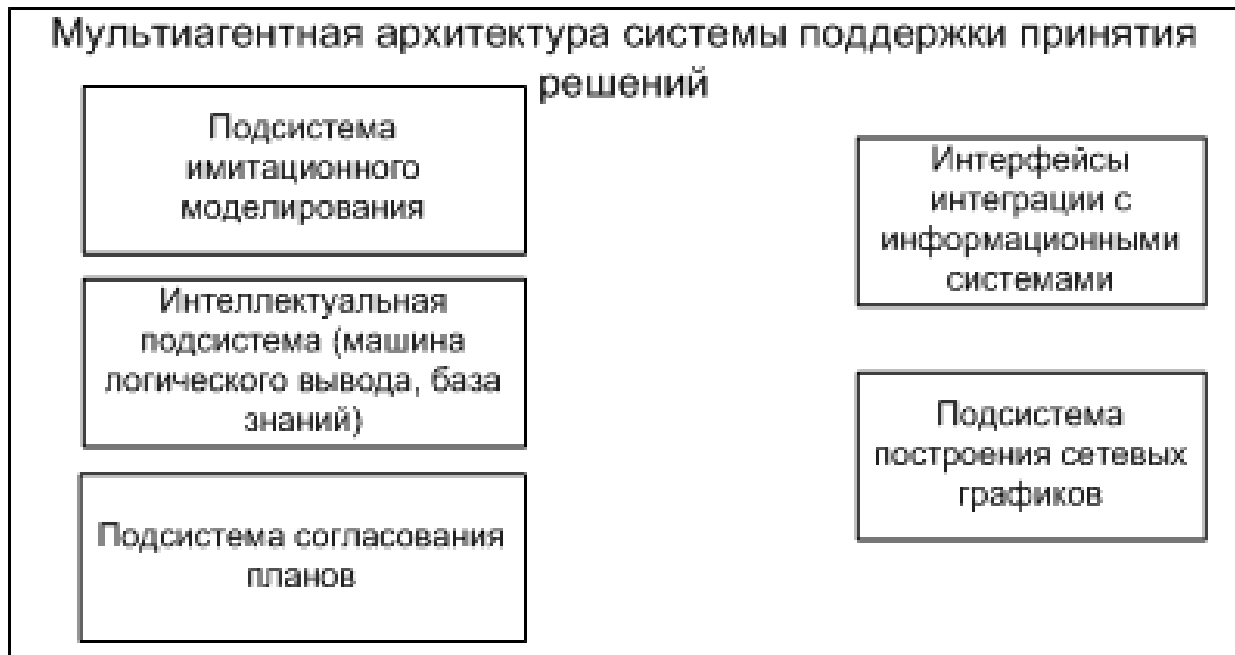 Мультиагентная архитектура системы поддержки принятия
решений
Подсистема
имитационного
моделирования
Интеллектуальная
подсистема (машина
логического вывода, база
знаний)
Подсистема согласования
планов
Интерфейсы
интеграции с
информационными
системами
Подсистема
построения сетевых
графиков